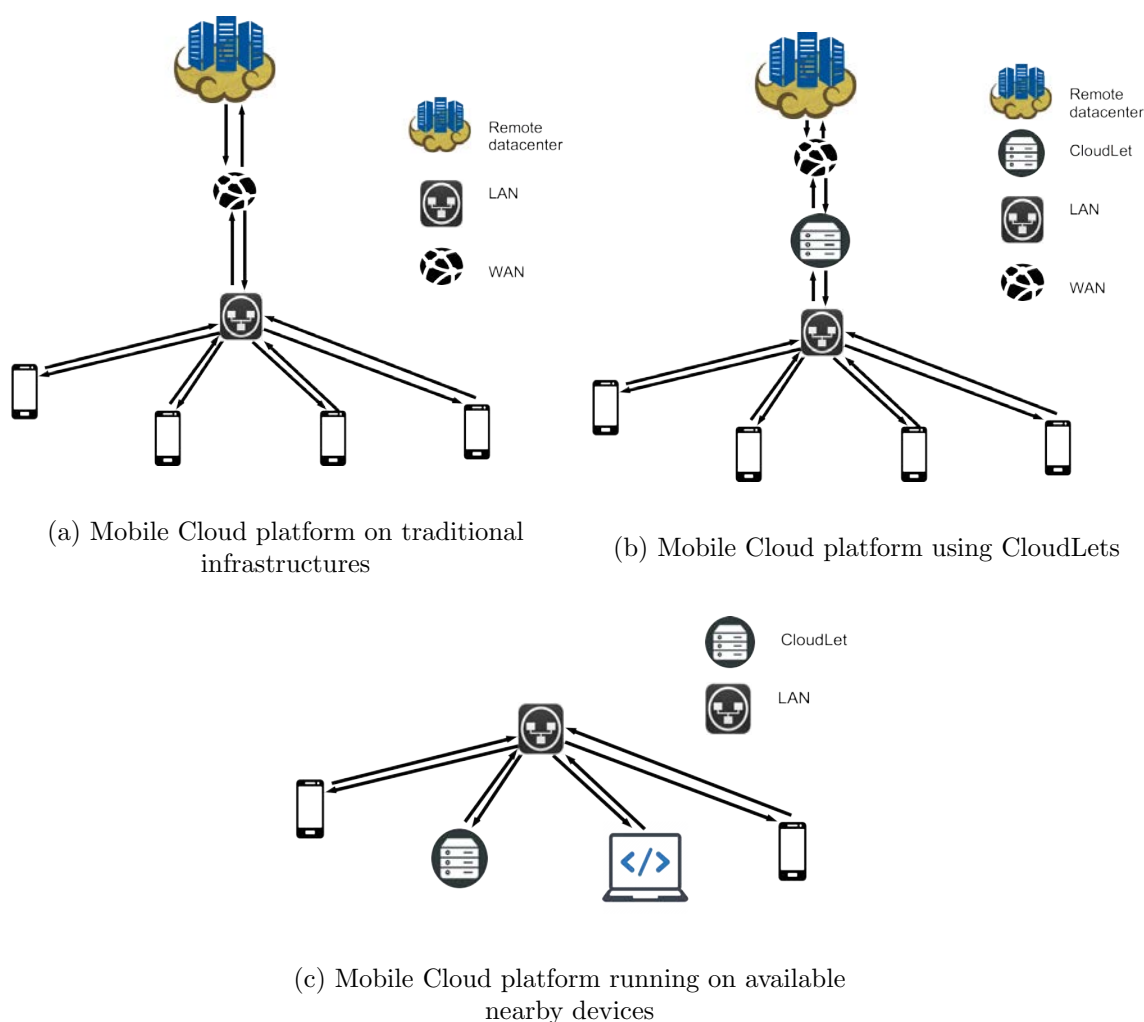 Remote
datacenter
LAN
WAN
(a) Mobile Cloud platform on traditional
infrastructures
Remote
datacenter
CloudLet
LAN
WAN
(b) Mobile Cloud platform using CloudLets
CloudLet
LAN
</>
(c) Mobile Cloud platform running on available
nearby devices